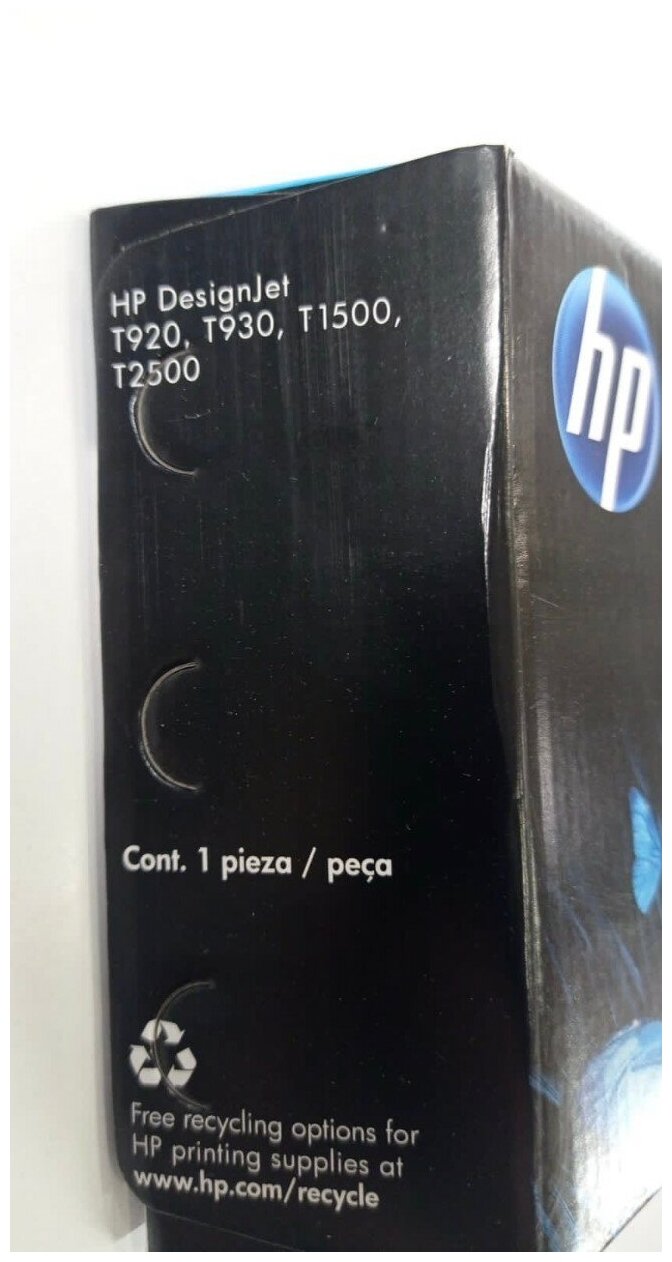 HP DesignJet
T920, T930, T1500,
T2500
hp
Cont. 1 pieza / peça
Free recycling options for
HP printing supplies at
www.hp.com/recycle